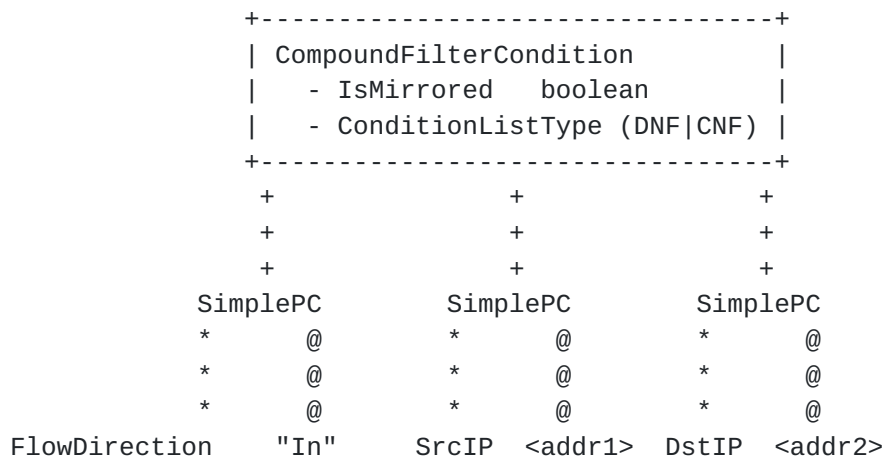 +---------------------------------+
| CompoundFilterCondition         |
|   - IsMirrored   boolean        |
|   - ConditionListType (DNF|CNF) |
+---------------------------------+
+               +               +
+               +               +
+               +               +
SimplePC        SimplePC        SimplePC
*      @        *      @        *      @
*      @        *      @        *      @
*      @        *      @        *      @
FlowDirection    "In"     SrcIP  <addr1>  DstIP  <addr2>